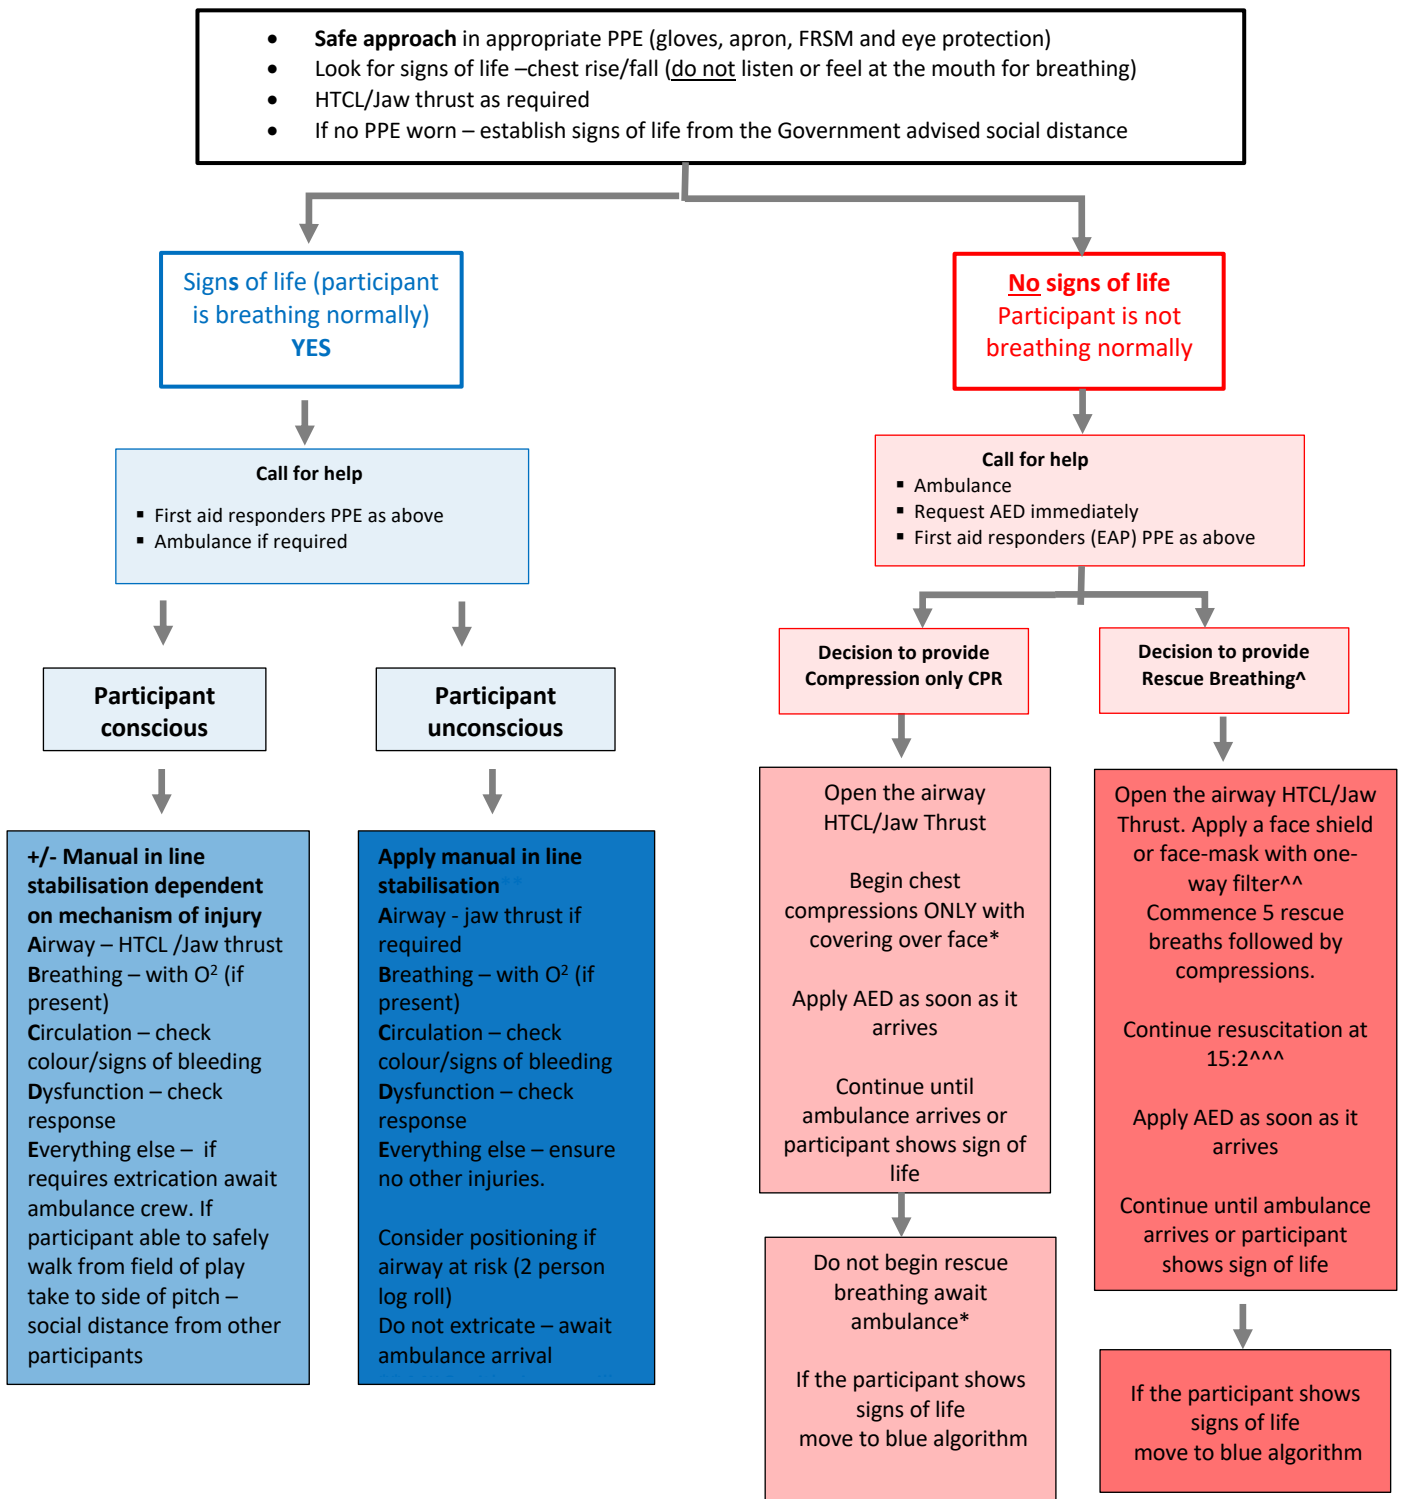 • Safe approach in appropriate PPE (gloves, apron, FRSM and eye protection)
• Look for signs of life –chest rise/fall (do not listen or feel at the mouth for breathing)
• HTCL/Jaw thrust as required
• If no PPE worn – establish signs of life from the Government advised social distance
Signs of life (participant
is breathing normally)
YES
No signs of life
Participant is not
breathing normally
Call for help
▪ First aid responders PPE as above
▪ Ambulance if required
Call for help
▪ Ambulance
▪ Request AED immediately
▪ First aid responders (EAP) PPE as above
Participant
conscious
Participant
unconscious
Decision to provide
Compression only CPR
Decision to provide
Rescue Breathing^
+/- Manual in line
stabilisation dependent
on mechanism of injury
Airway – HTCL /Jaw thrust
Breathing – with O² (if
present)
Circulation – check
colour/signs of bleeding
Dysfunction – check
response
Everything else – if
requires extrication await
ambulance crew. If
participant able to safely
walk from field of play
take to side of pitch –
social distance from other
participants
Apply manual in line
stabilisation**
Airway - jaw thrust if
required
Breathing – with O² (if
present)
Circulation – check
colour/signs of bleeding
Dysfunction – check
response
Everything else – ensure
no other injuries.
Consider positioning if
airway at risk (2 person
log roll)
Do not extricate – await
ambulance arrival
Open the airway
HTCL/Jaw Thrust
Begin chest
compressions ONLY with
covering over face*
Apply AED as soon as it
arrives
Continue until
ambulance arrives or
participant shows sign of
life
Do not begin rescue
breathing await
ambulance*
If the participant shows
signs of life
move to blue algorithm
Open the airway HTCL/Jaw
Thrust. Apply a face shield
or face-mask with one-
way filter^^
Commence 5 rescue
breaths followed by
compressions.
Continue resuscitation at
15:2^^^
Apply AED as soon as it
arrives
Continue until ambulance
arrives or participant
shows sign of life
If the participant shows
signs of life
move to blue algorithm